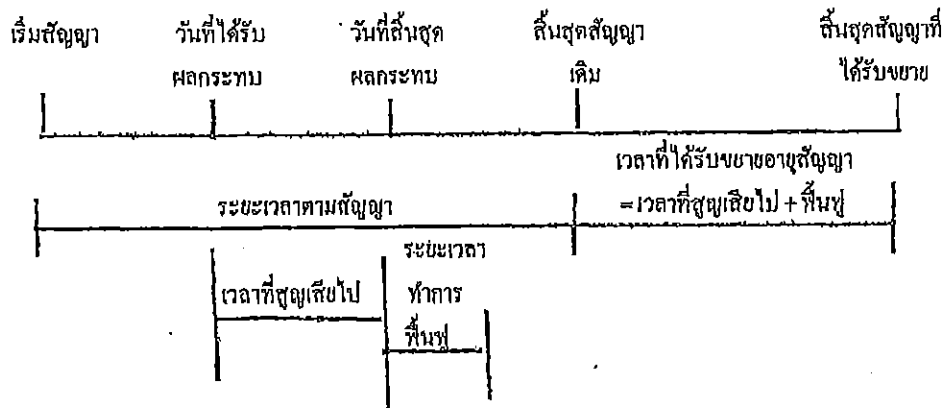 เริ่มสัญญา วันที่ได้รับ วันที่สิ้นสุด สิ้นสุดสัญญา สิ้นสุดสัญญาที่
ผลกระทบ ผลกระทบ เดิม ได้รับขยาย
เวลาที่ได้รับขยายอายุสัญญา
ระยะเวลาตามสัญญา =เวลาที่สูญเสียไป + ฟื้นฟู
ระยะเวลา
เวลาที่สูญเสียไป ทำการ
ฟื้นฟู